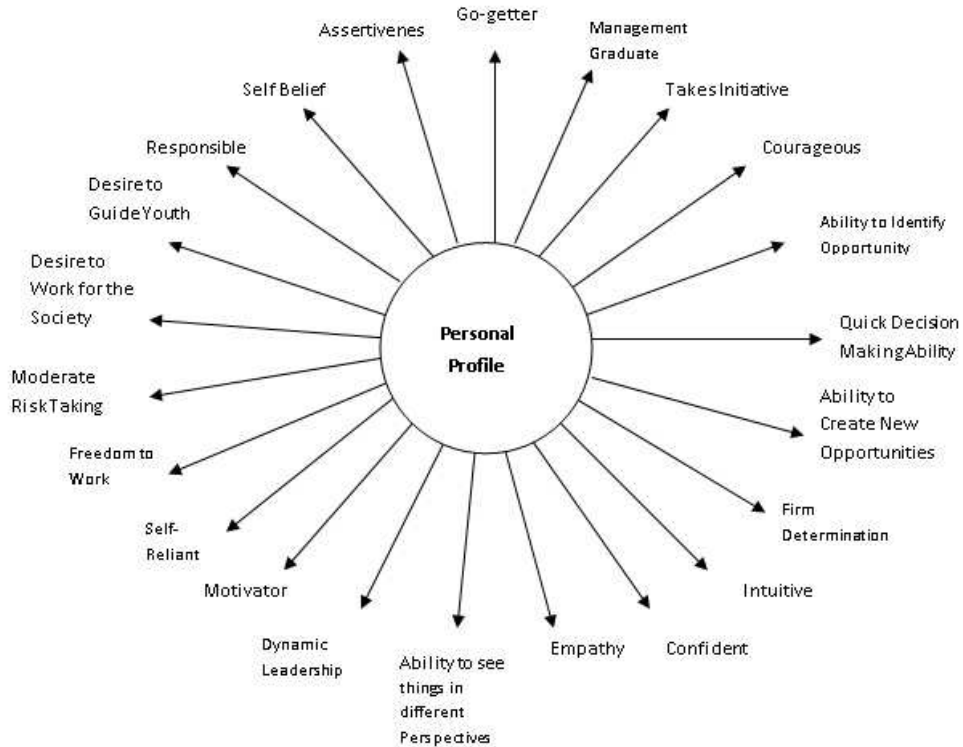 Go-getter
Management
Graduate
Takes Initiative
Courageous
Ability to Identify
Opportunity
Quick Decision
Making Ability
Ability to
Create New
Opportunities
Firm
Determination
Intuitive
Confident
Empathy
Ability to see
things in
different
Perspectives
Dynamic
Leadership
Motivator
Self-
Reliant
Freedom to
Work
Moderate
Risk Taking
Desire to
Work for the
Society
Desire to
Guide Youth
Responsible
Self Belief
Assertivenes
Personal
Profile